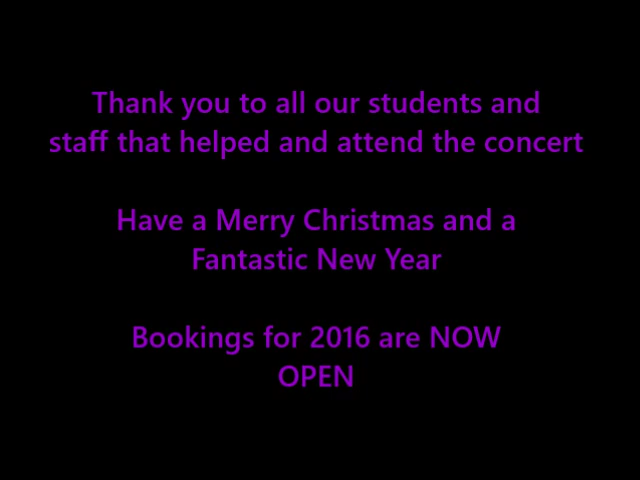 Thank you to all our students and
staff that helped and attend the concert
Have a Merry Christmas and a
Fantastic New Year
Bookings for 2016 are NOW
OPEN